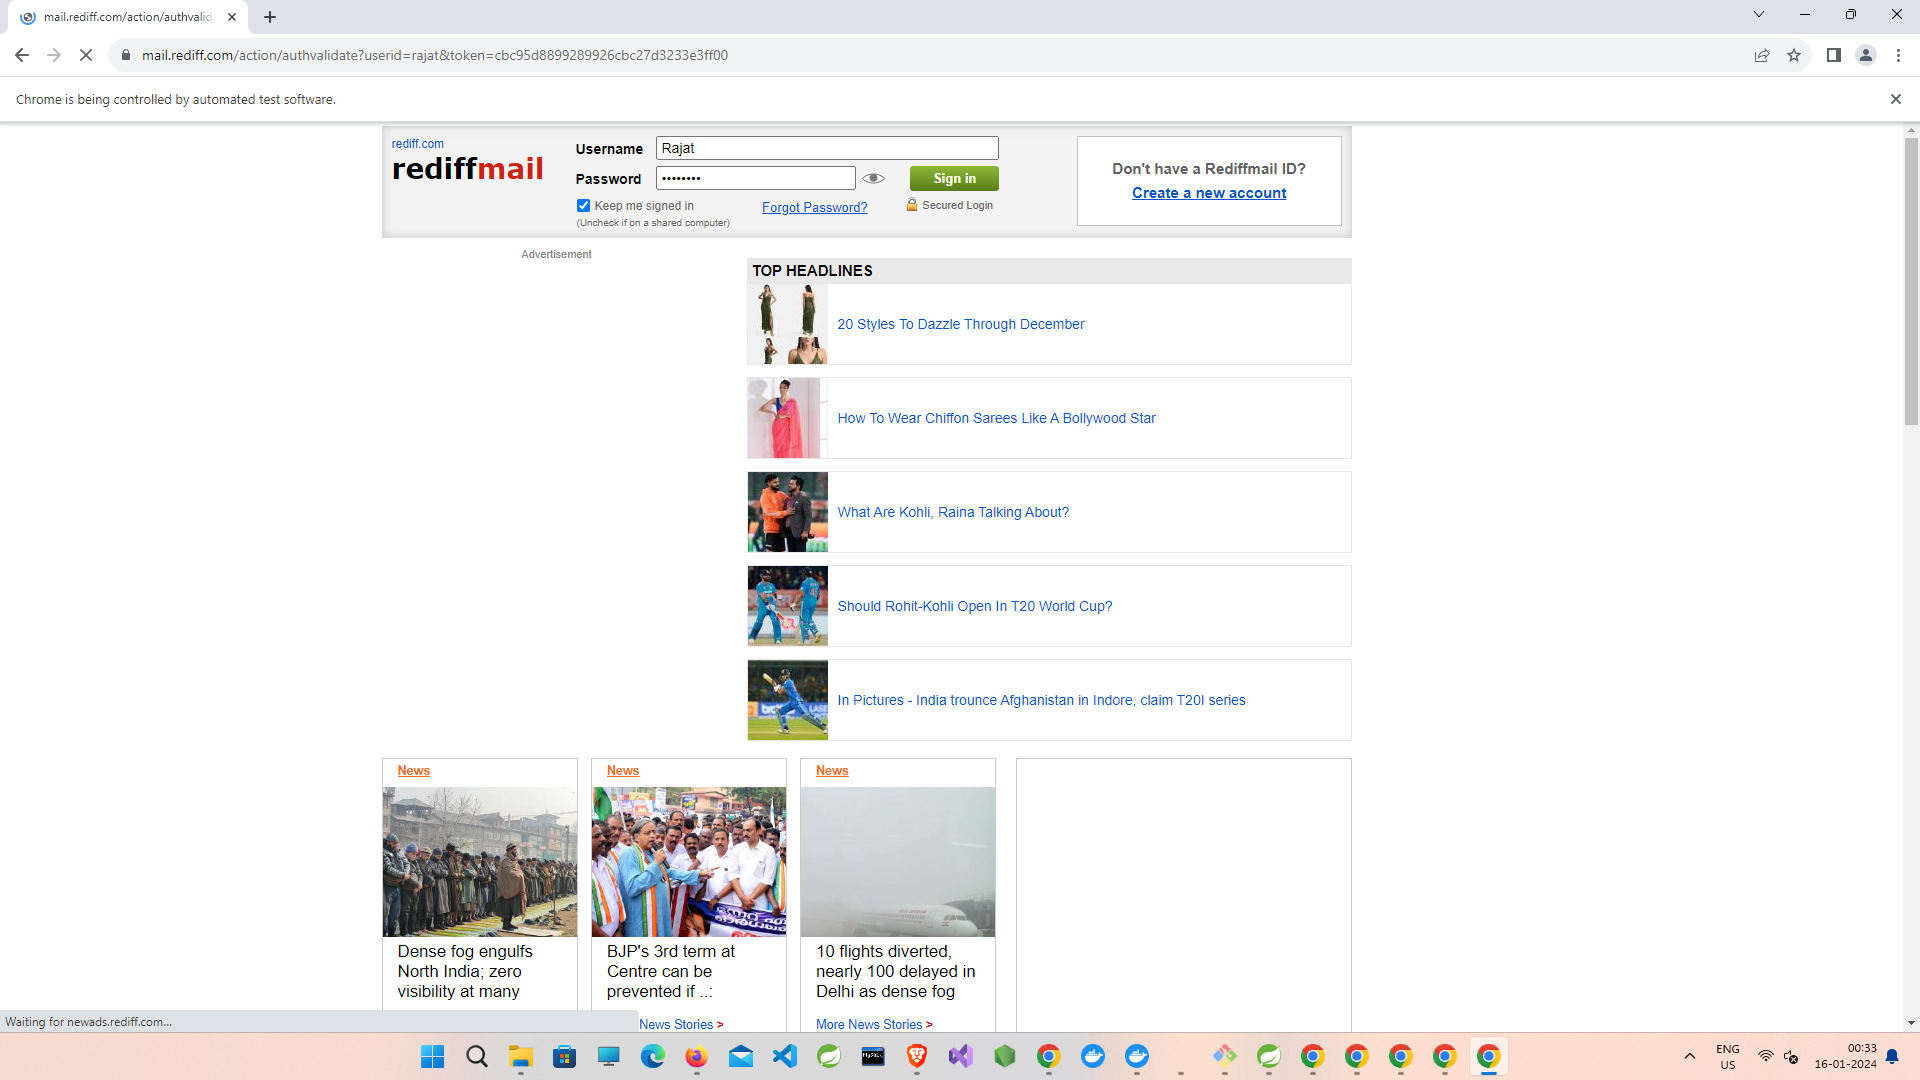 mail.rediff.com/action/authvalid
mail.rediff.com/action/authvalidate?userid=rajat&token=cbc95d8899289926cbc27d3233e3ff00
Chrome is being controlled by automated test software.
rediff.com
rediffmail
Username
Rajat
Password
••••••••
Sign in
Keep me signed in
(Uncheck if on a shared computer)
Forgot Password?
Secured Login
Don't have a Rediffmail ID?
Create a new account
Advertisement
TOP HEADLINES
20 Styles To Dazzle Through December
How To Wear Chiffon Sarees Like A Bollywood Star
What Are Kohli, Raina Talking About?
Should Rohit-Kohli Open In T20 World Cup?
In Pictures - India trounce Afghanistan in Indore, claim T20I series
News
Dense fog engulfs
North India; zero
visibility at many
News
BJP's 3rd term at
Centre can be
prevented if ..:
News Stories >
News
10 flights diverted,
nearly 100 delayed in
Delhi as dense fog
More News Stories >
Waiting for newads.rediff.com...
ENG
US
00:33
16-01-2024